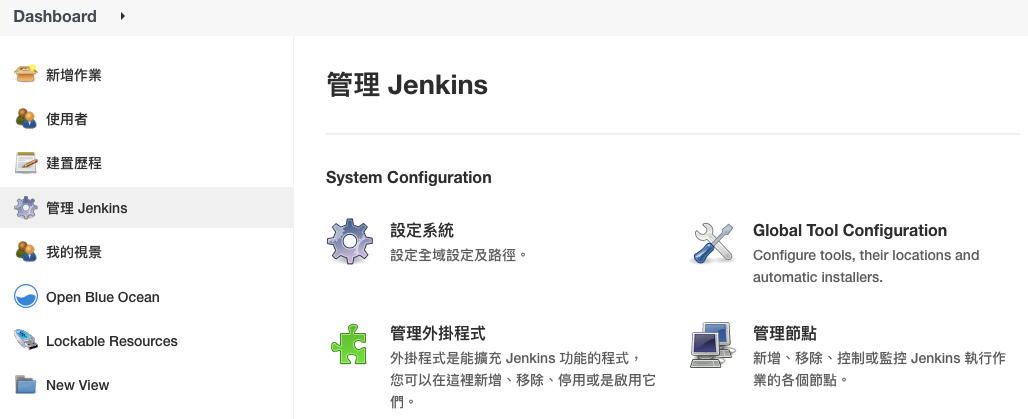 Dashboard
新增作業
使用者
建置歷程
管理 Jenkins
我的視景
Open Blue Ocean
Lockable Resources
New View
管理 Jenkins
System Configuration
設定系統
設定全域設定及路徑。
Global Tool Configuration
Configure tools, their locations and
automatic installers.
管理外掛程式
外掛程式是能擴充 Jenkins 功能的程式，
您可以在這裡新增、移除、停用或是啟用它
們。
管理節點
新增、移除、控制或監控 Jenkins 執行作
業的各個節點。